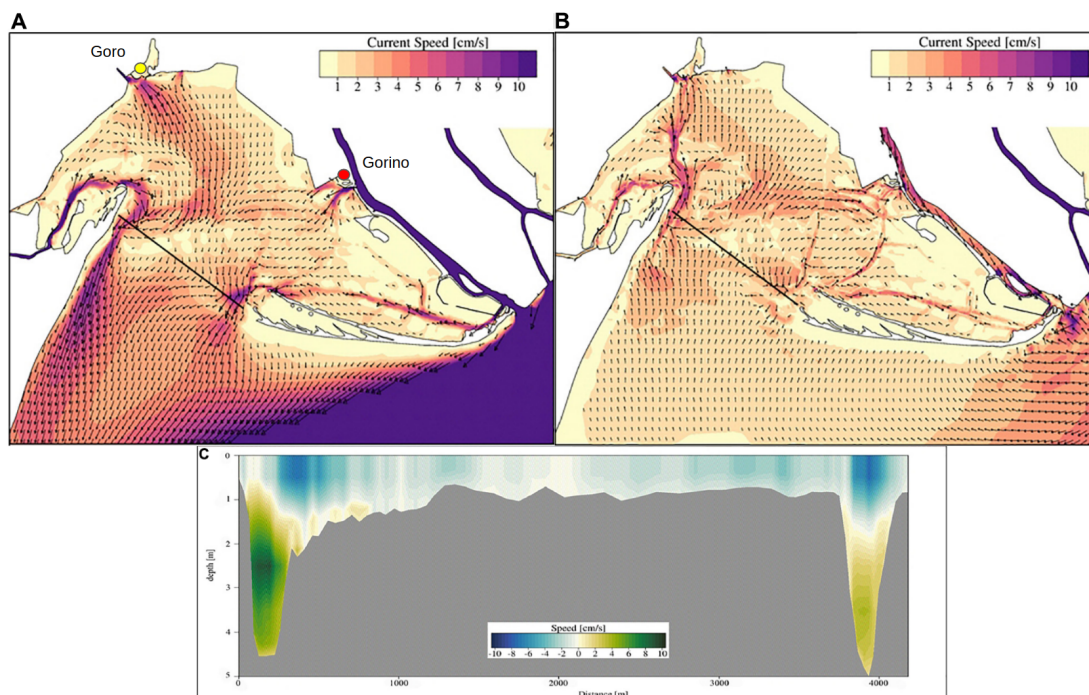 A
B
Goro
Gorino
Current Speed [cm/s]
1 2 3 4 5 6 7 8 9 10
Current Speed [cm/s]
1 2 3 4 5 6 7 8 9 10
C
0
1
2
3
4
5
depth [m]
Speed [cm/s]
-10 -8 -6 -4 -2 0 2 4 6 8 10
0 1000 2000 3000 4000
Distance [m]